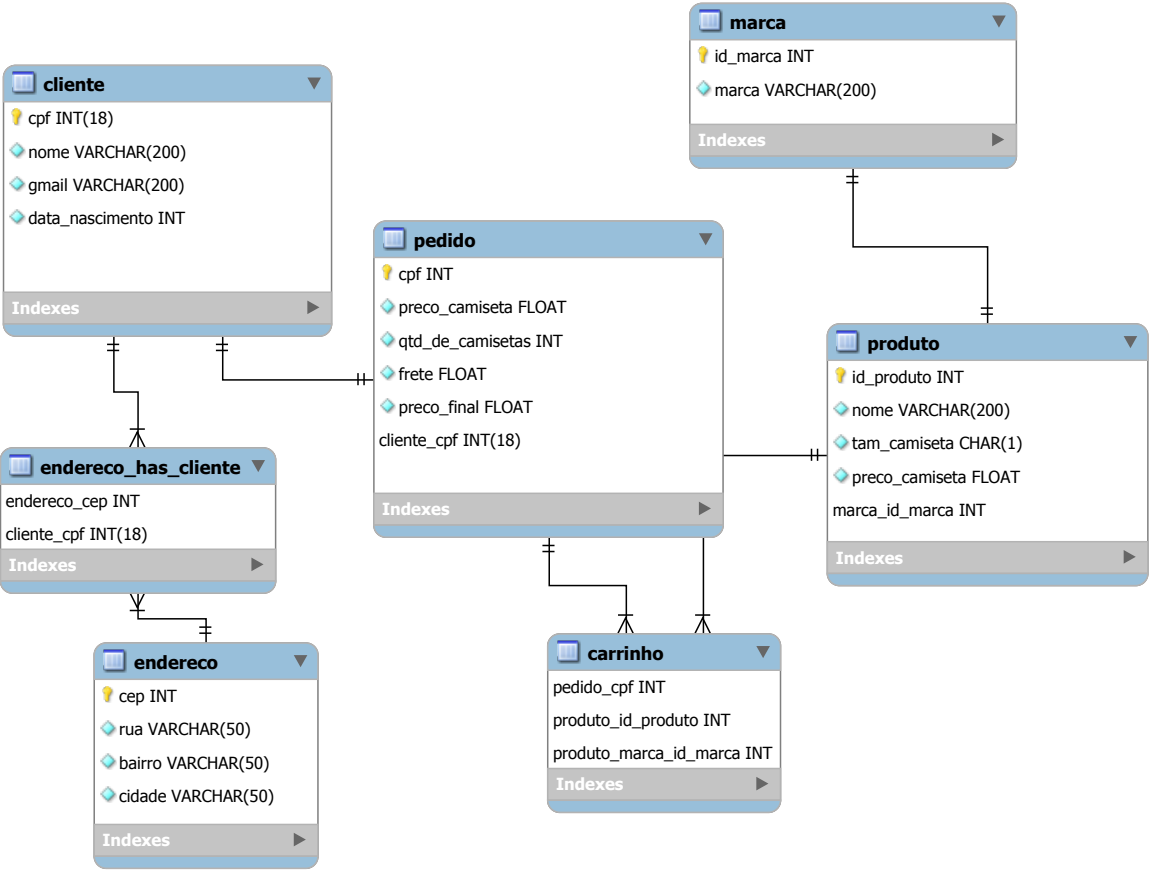 marca
id_marca INT
marca VARCHAR(200)
Indexes
cliente
cpf INT(18)
nome VARCHAR(200)
gmail VARCHAR(200)
data_nascimento INT
Indexes
pedido
cpf INT
preco_camiseta FLOAT
qtd_de_camisetas INT
frete FLOAT
preco_final FLOAT
cliente_cpf INT(18)
Indexes
produto
id_produto INT
nome VARCHAR(200)
tam_camiseta CHAR(1)
preco_camiseta FLOAT
marca_id_marca INT
Indexes
endereco_has_cliente
endereco_cep INT
cliente_cpf INT(18)
Indexes
endereco
cep INT
rua VARCHAR(50)
bairro VARCHAR(50)
cidade VARCHAR(50)
Indexes
carrinho
pedido_cpf INT
produto_id_produto INT
produto_marca_id_marca INT
Indexes